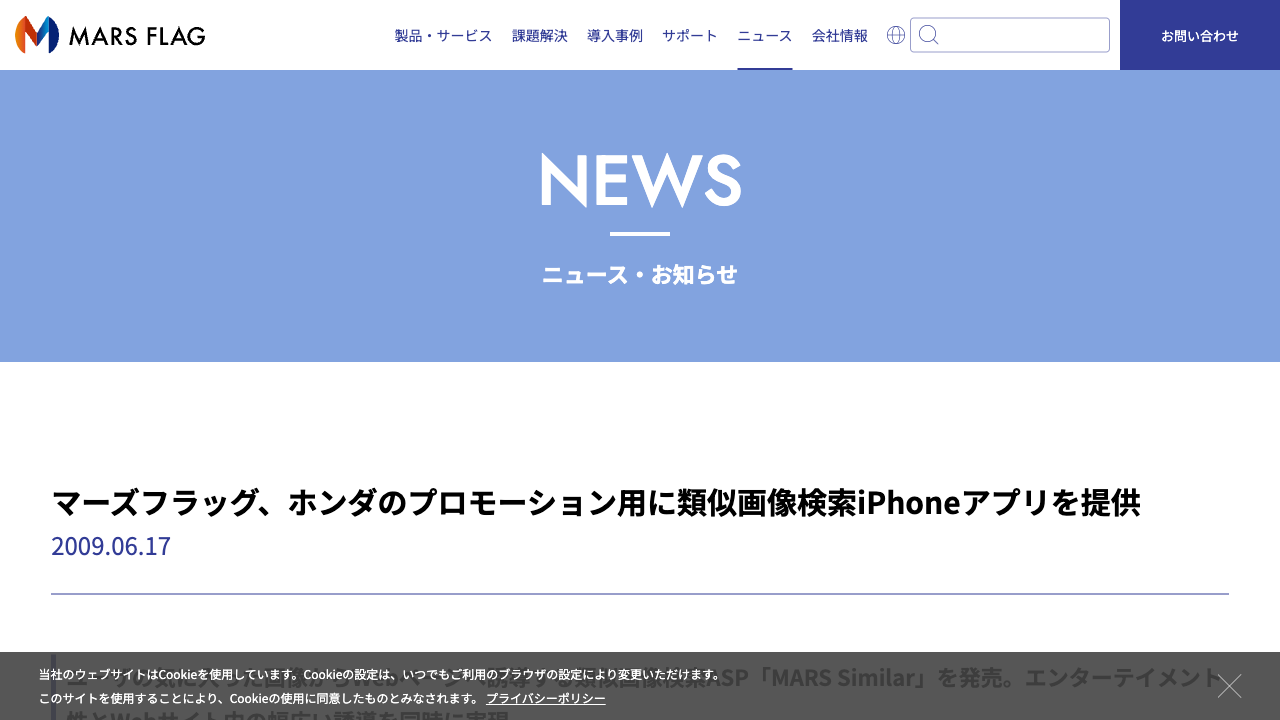 MARS FLAG
製品・サービス 課題解決 導入事例 サポート ニュース 会社情報
お問い合わせ
NEWS
ニュース・お知らせ
マーズフラッグ、ホンダのプロモーション用に類似画像検索iPhoneアプリを提供
2009.06.17
当社のウェブサイトはCookieを使用しています。Cookieの設定は、いつでもご利用のブラウザの設定により変更いただけます。
このサイトを使用することにより、Cookieの使用に同意したものとみなされます。 プライバシーポリシー
ASP「MARS Similar」を発売。エンターテイメント